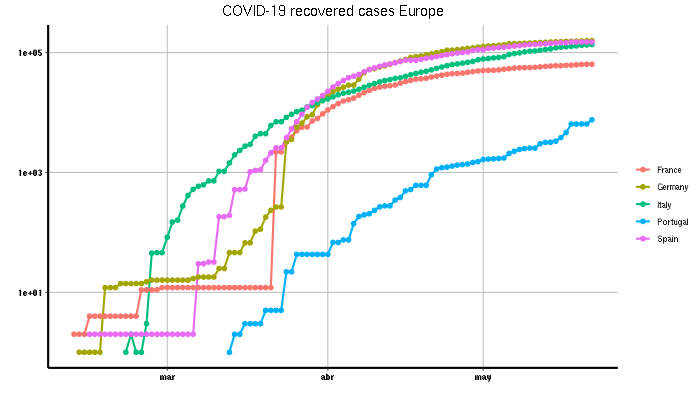 COVID-19 recovered cases Europe
1e+05
1e+03
1e+01
mar
abr
may
France
Germany
Italy
Portugal
Spain